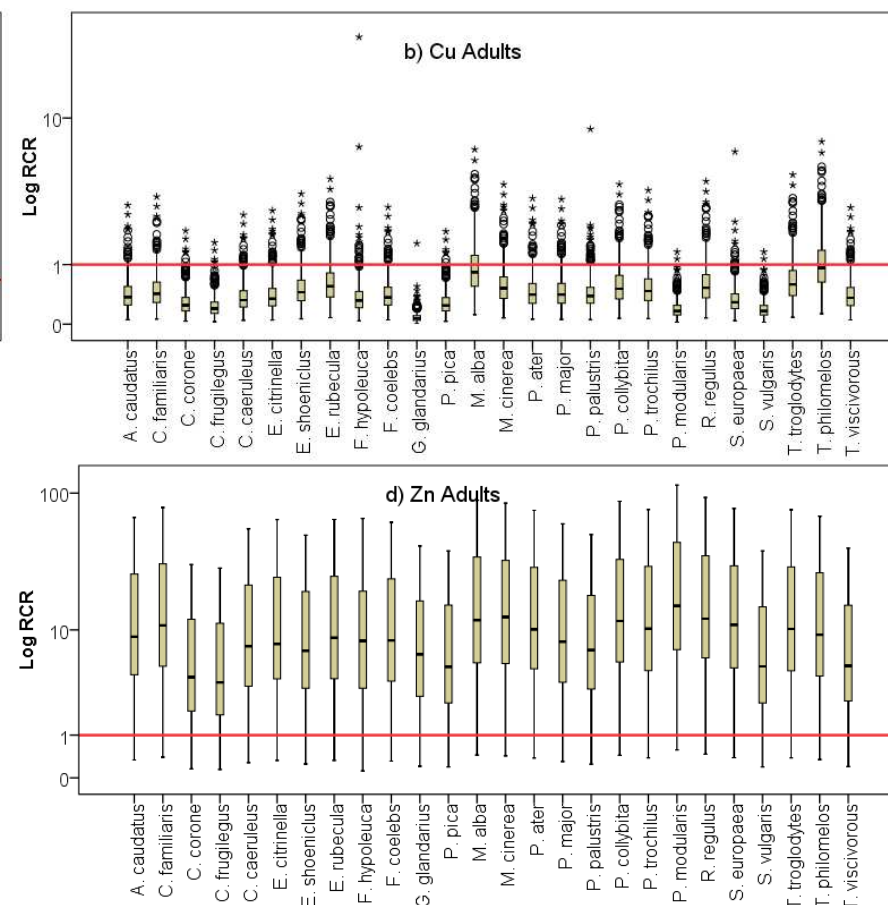 b) Cu Adults
Log RCR
10
1
0
A. caudatus
C. familiaris
C. corone
C. frugilegus
C. caeruleus
E. citrinella
E. shoeniclus
E. rubecula
F. hypoleuca
F. coelebs
G. glandarius
P. pica
M. alba
M. cinerea
P. ater
P. major
P. palustris
P. collybita
P. trochilus
P. modularis
R. regulus
S. europaea
S. vulgaris
T. troglodytes
T. philomelos
T. viscivorous
d) Zn Adults
Log RCR
100
10
1
0
A. caudatus
C. familiaris
C. corone
C. frugilegus
C. caeruleus
E. citrinella
E. shoeniclus
E. rubecula
F. hypoleuca
F. coelebs
G. glandarius
P. pica
M. alba
M. cinerea
P. ater
P. major
P. palustris
P. collybita
P. trochilus
P. modularis
R. regulus
S. europaea
S. vulgaris
T. troglodytes
T. philomelos
T. viscivorous